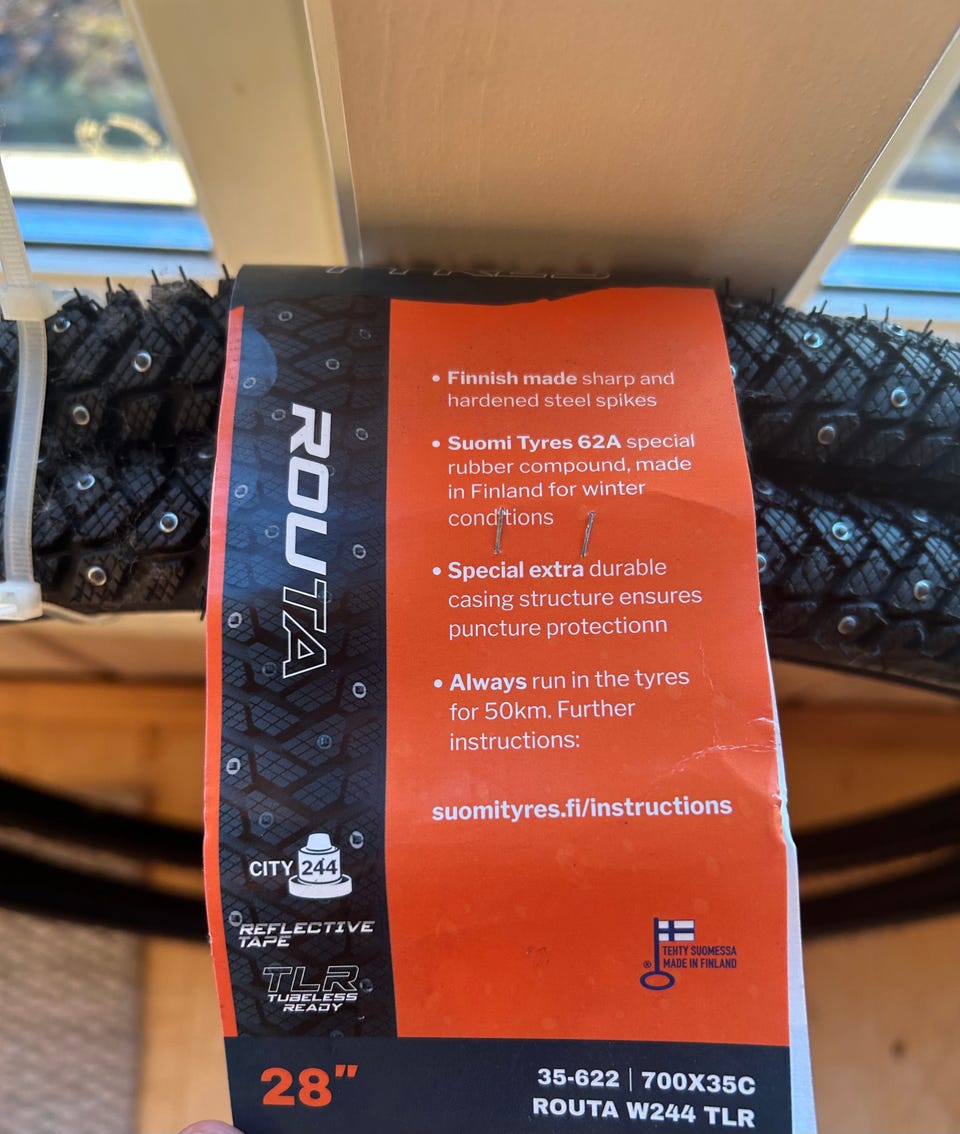 TYRES
• Finnish made sharp and
hardened steel spikes
• Suomi Tyres 62A special
rubber compound, made
in Finland for winter
conditions
• Special extra durable
casing structure ensures
puncture protectionn
• Always run in the tyres
for 50km. Further
instructions:
suomityres.fi/instructions
ROUTA
CITY 244
REFLECTIVE
TAPE
TLR
TUBELESS
READY
® TEHTY SUOMESSA
MADE IN FINLAND
28"
35-622 | 700X35C
ROUTA W244 TLR